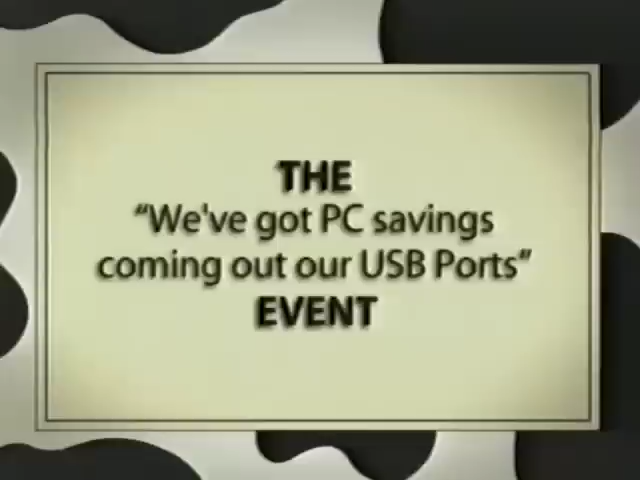 THE
“We've got PC savings
coming out our USB Ports”
EVENT